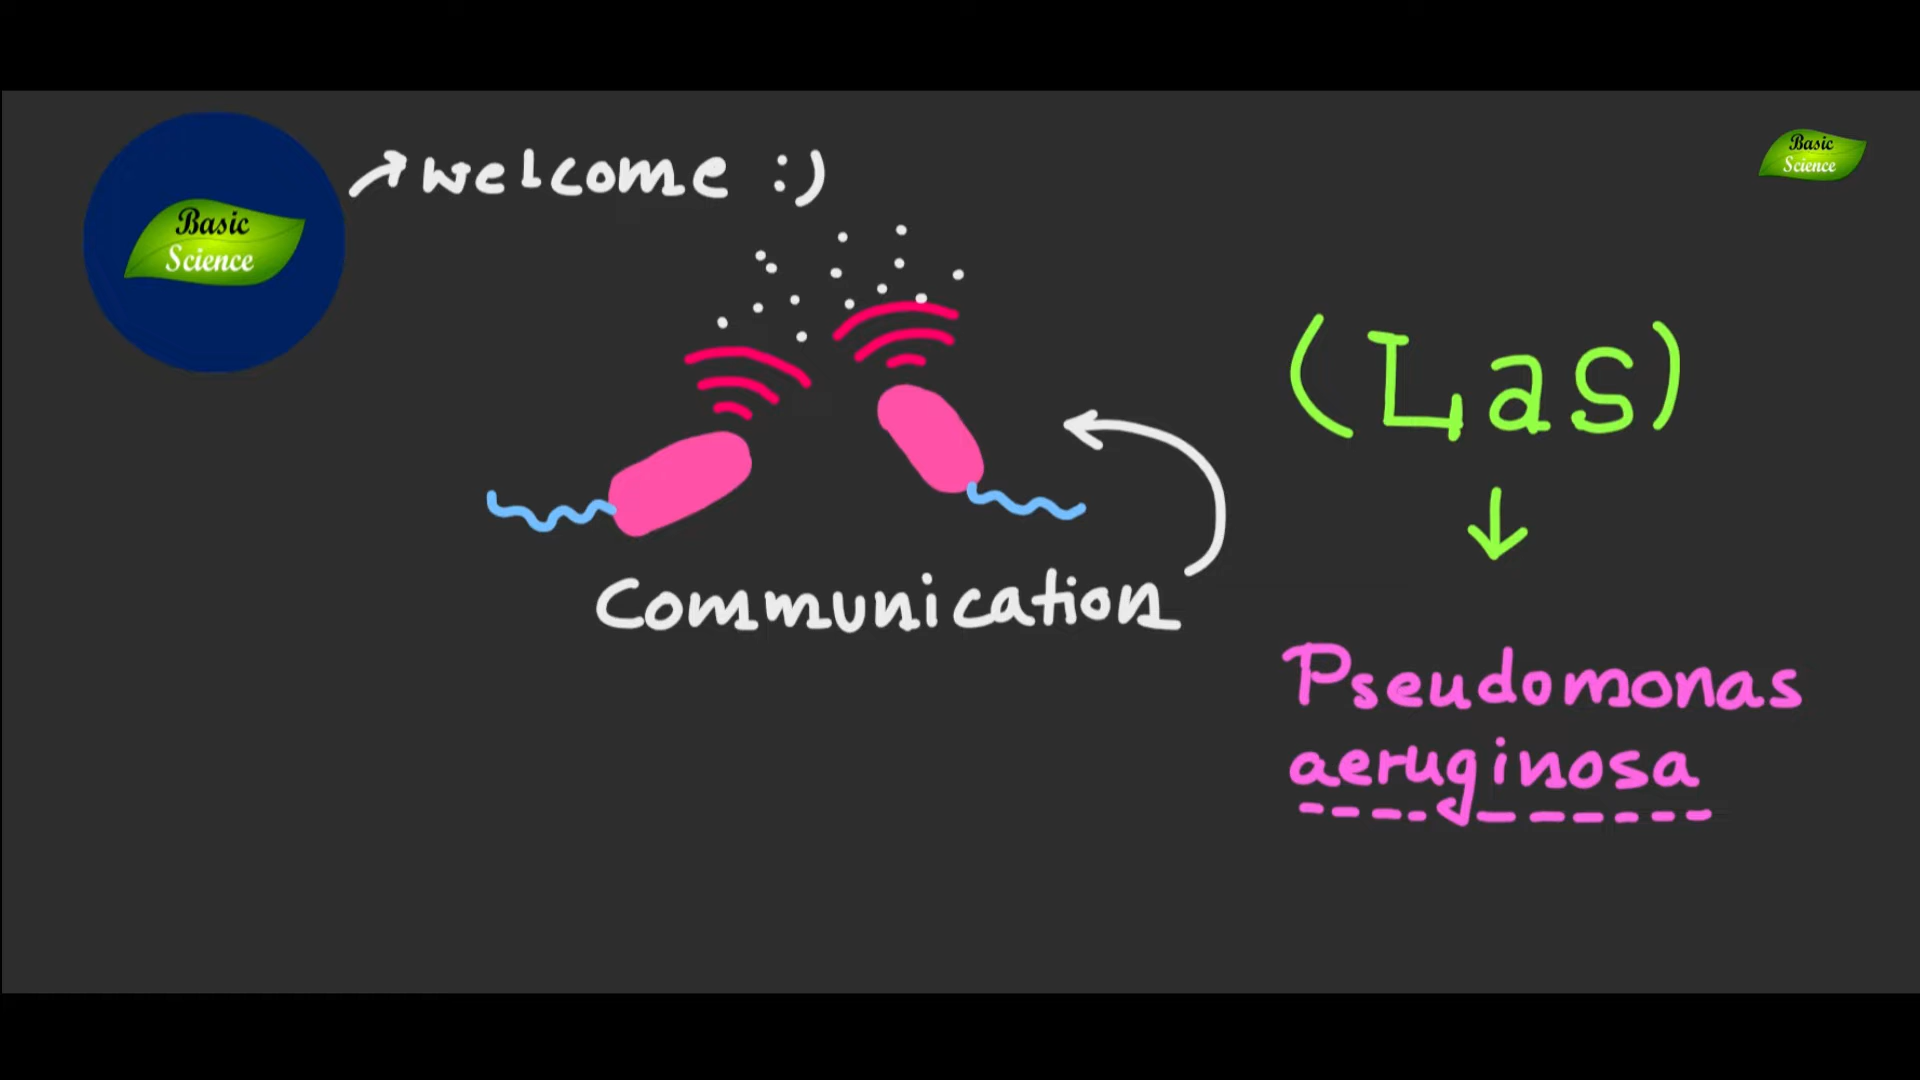 Basic
Science
welcome :)
Basic
Science
(Las)
Communication
Pseudomonas
aeruginosa